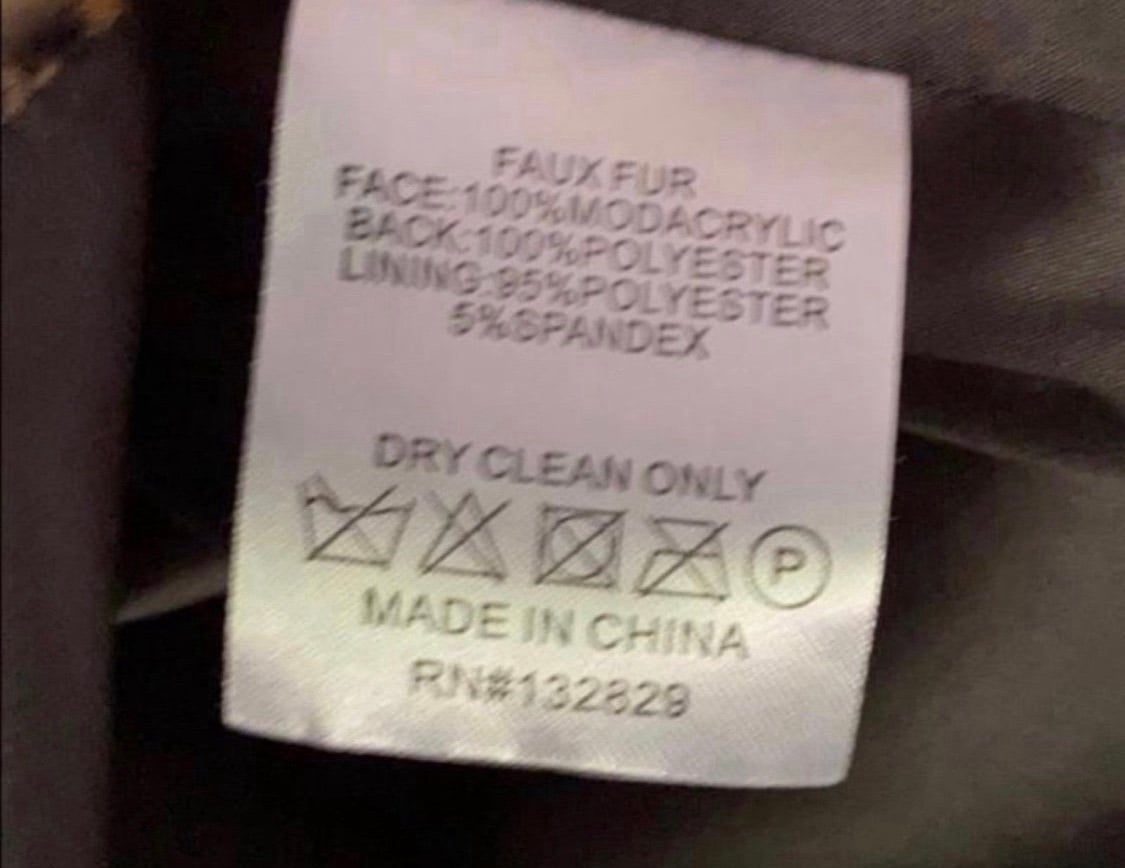 FAUX FUR
FACE:100%MODACRYLIC
BACK:100%POLYESTER
LINING:95%POLYESTER
5%SPANDEX
DRY CLEAN ONLY
P
MADE IN CHINA
RN#132829